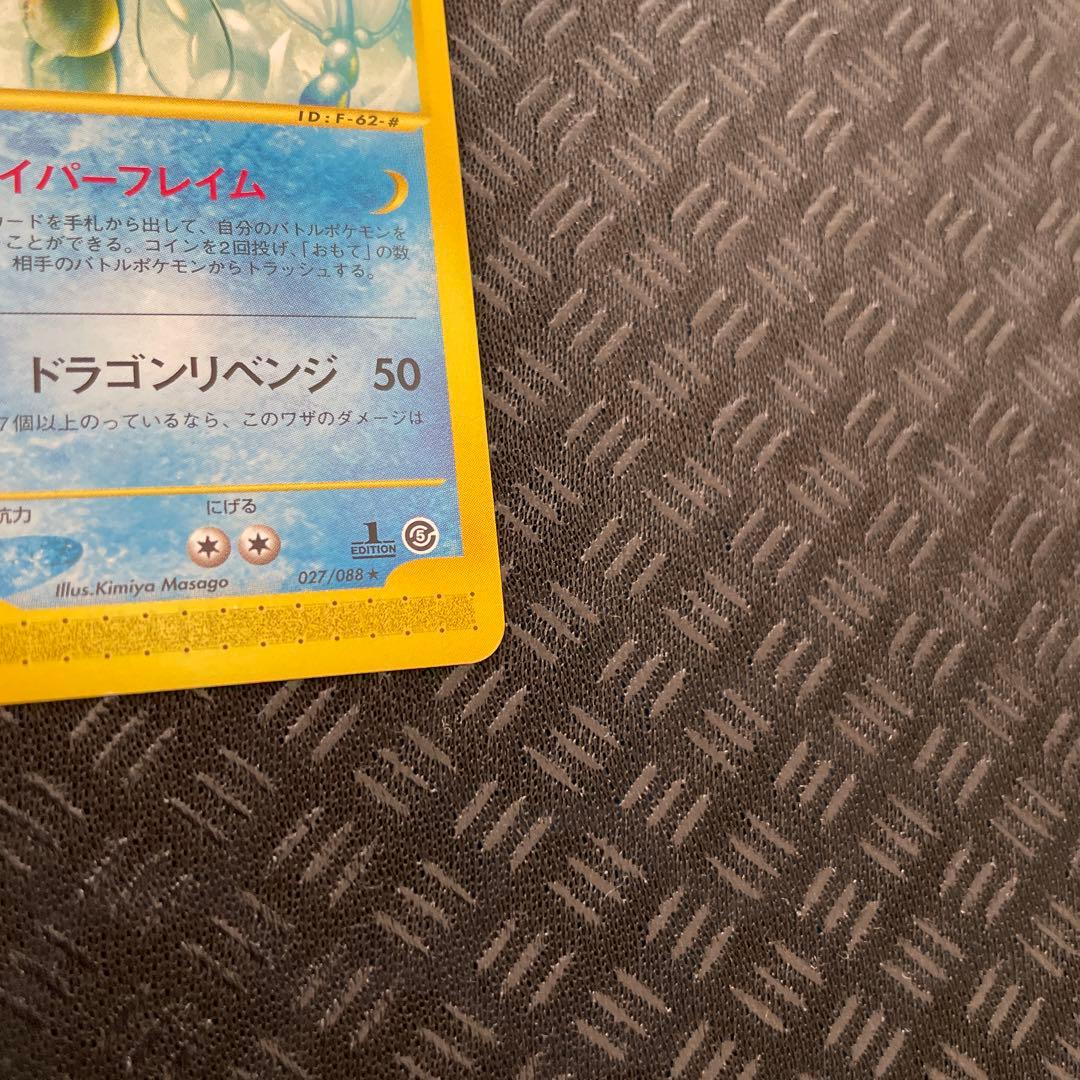 ID:F-62-#
イパーフレイム
カードを手札から出して、自分のバトルポケモンを
ことができる。コインを2回投げ、「おもて」の数
相手のバトルポケモンからトラッシュする。
ドラゴンリベンジ 50
7個以上のっているなら、このワザのダメージは
抗力 にげる
1 EDITION 5
Illus.Kimiya Masago 027/088★